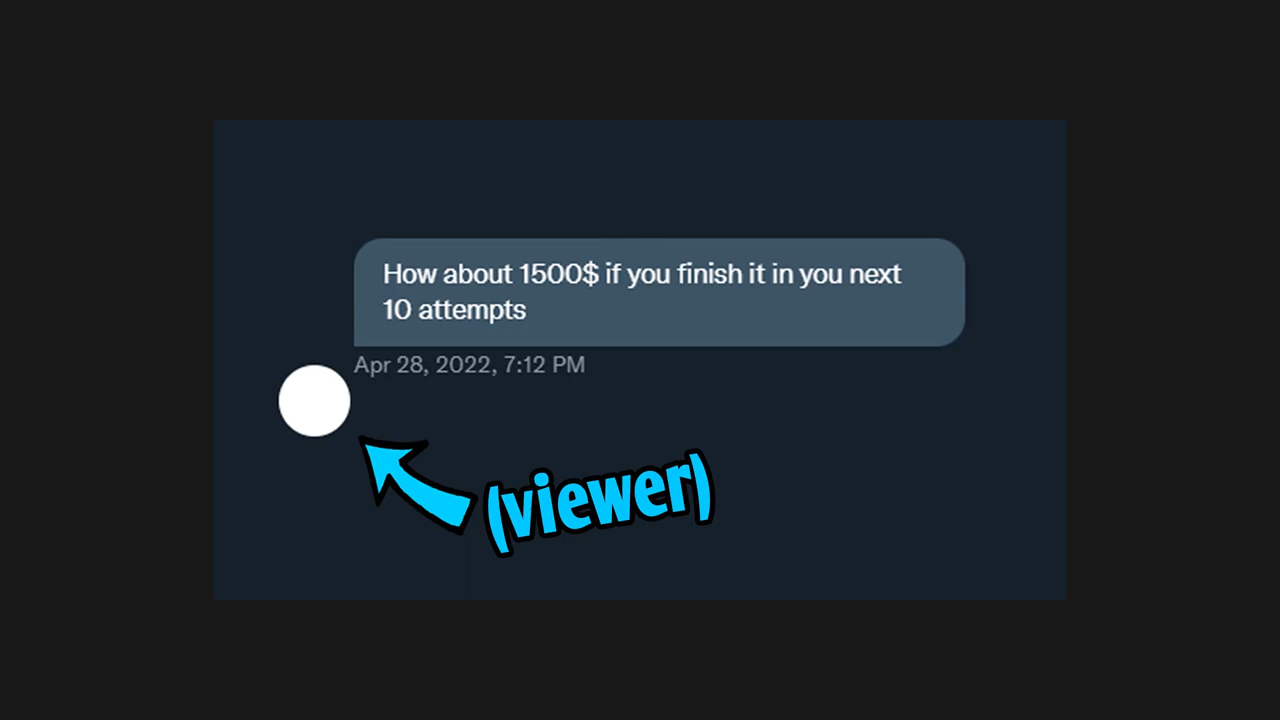 How about 1500$ if you finish it in you next
10 attempts
Apr 28, 2022, 7:12 PM
(viewer)